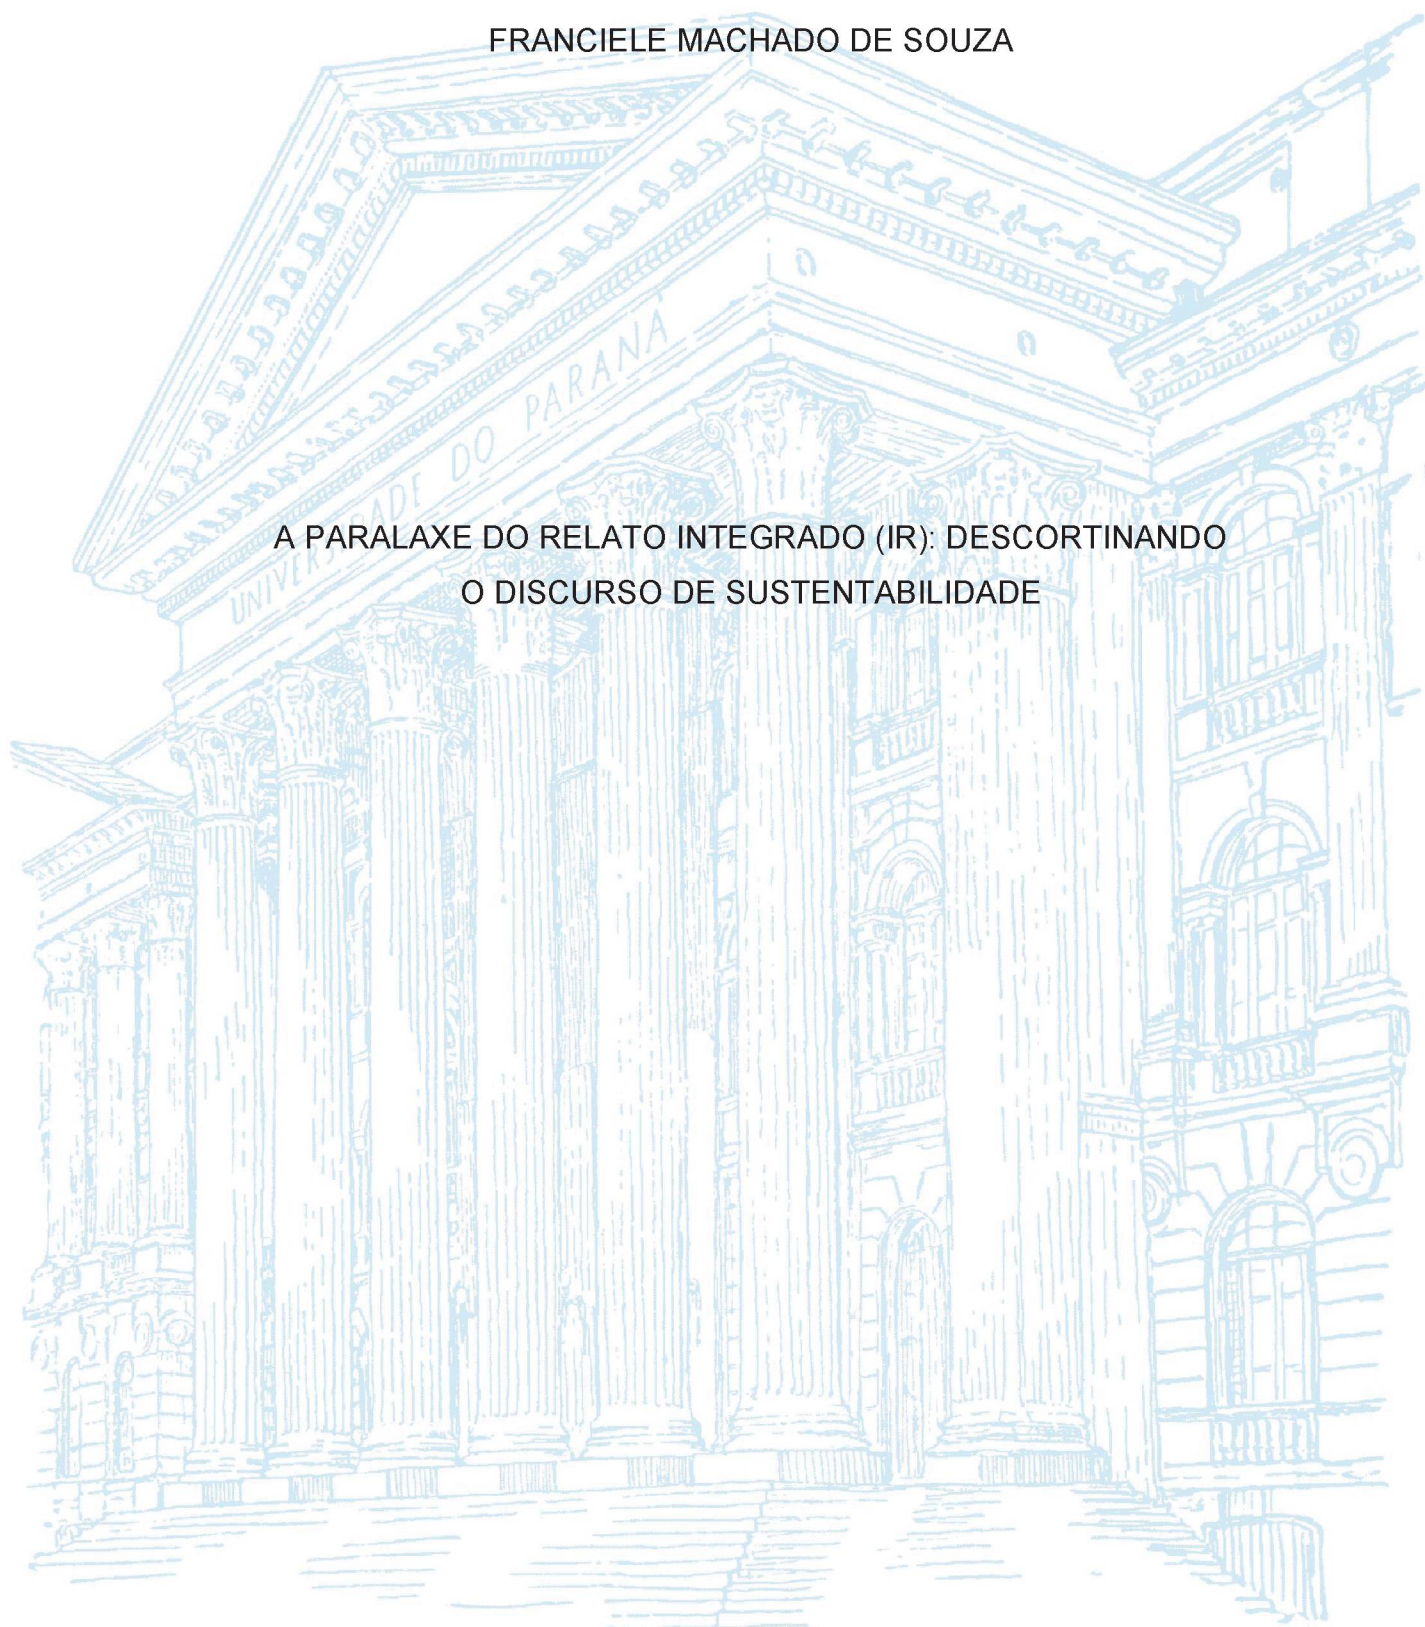 FRANCIELE MACHADO DE SOUZA
UNIVERSIDADE DO PARANÁ
A PARALAXE DO RELATO INTEGRADO (IR): DESCORTINANDO
O DISCURSO DE SUSTENTABILIDADE